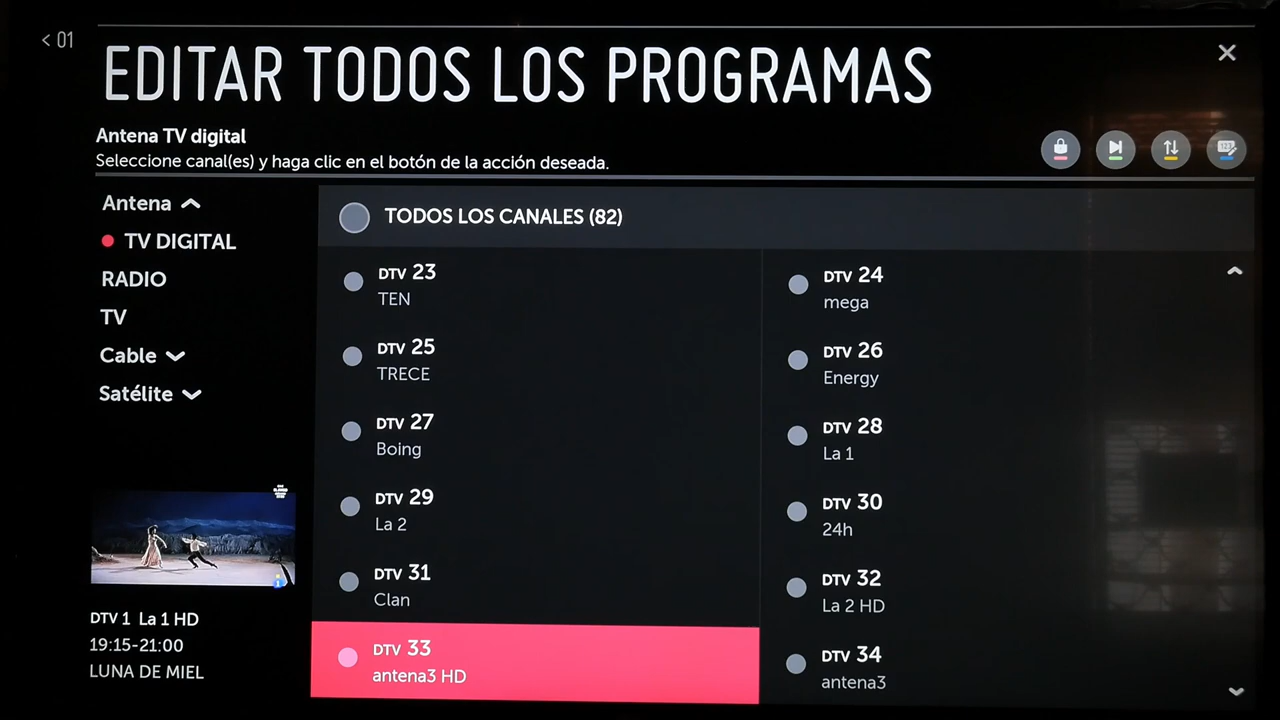 < 01
EDITAR TODOS LOS PROGRAMAS
Antena TV digital
Seleccione canal(es) y haga clic en el botón de la acción deseada.
123
Antena
TV DIGITAL
RADIO
TV
Cable
Satélite
TODOS LOS CANALES (82)
DTV 23
TEN
DTV 24
mega
DTV 25
TRECE
DTV 26
Energy
DTV 27
Boing
DTV 28
La 1
DTV 29
La 2
DTV 30
24h
DTV 31
Clan
DTV 32
La 2 HD
DTV 33
antena3 HD
DTV 34
antena3
DTV 1 La 1 HD
19:15-21:00
LUNA DE MIEL